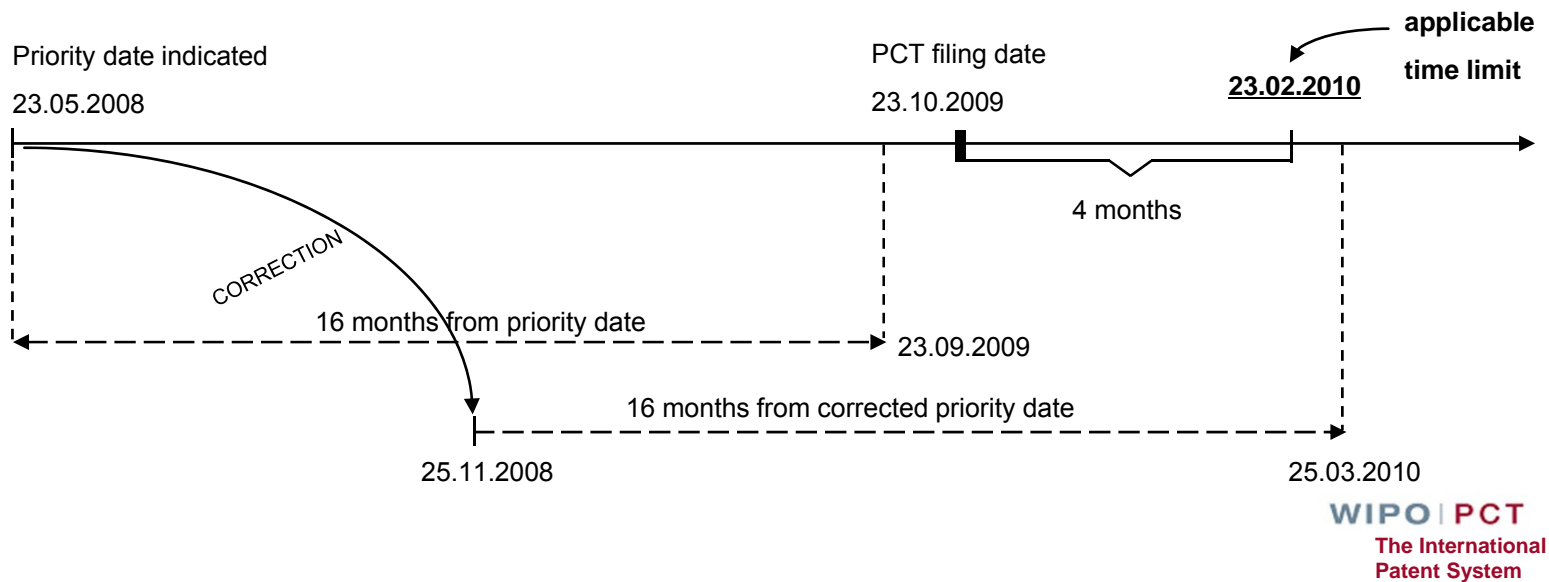 applicable
time limit
Priority date indicated
23.05.2008
PCT filing date
23.10.2009
23.02.2010
4 months
CORRECTION
16 months from priority date
23.09.2009
16 months from corrected priority date
25.11.2008
25.03.2010
WIPO|PCT
The International
Patent System